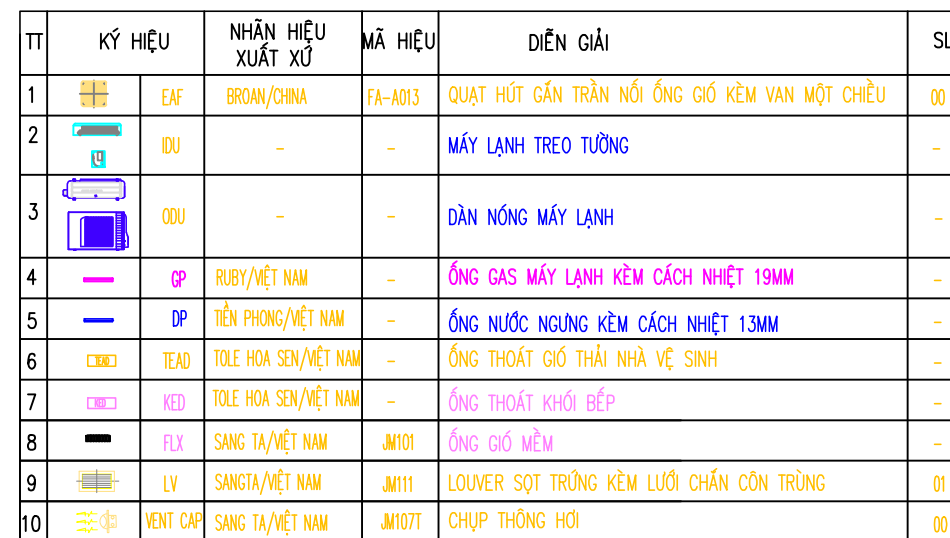 TT KÝ HIỆU NHÃN HIỆU XUẤT XỨ MÃ HIỆU DIỄN GIẢI SL
1 EAF BROAN/CHINA FA-A013 QUẠT HÚT GẮN TRẦN NỐI ỐNG GIÓ KÈM VAN MỘT CHIỀU 00
2 IDU - - MÁY LẠNH TREO TƯỜNG -
3 ODU - - DÀN NÓNG MÁY LẠNH -
4 GP RUBY/VIỆT NAM - ỐNG GAS MÁY LẠNH KÈM CÁCH NHIỆT 19MM -
5 DP TIỀN PHONG/VIỆT NAM - ỐNG NƯỚC NGƯNG KÈM CÁCH NHIỆT 13MM -
6 TEAD TEAD TOLE HOA SEN/VIỆT NAM - ỐNG THOÁT GIÓ THẢI NHÀ VỆ SINH -
7 KED KED TOLE HOA SEN/VIỆT NAM - ỐNG THOÁT KHÓI BẾP -
8 FLX SANG TA/VIỆT NAM JM101 ỐNG GIÓ MỀM -
9 LV SANGTA/VIỆT NAM JM111 LOUVER SỌT TRỨNG KÈM LƯỚI CHẮN CÔN TRÙNG 01
10 VENT CAP SANG TA/VIỆT NAM JM107T CHỤP THÔNG HƠI 00